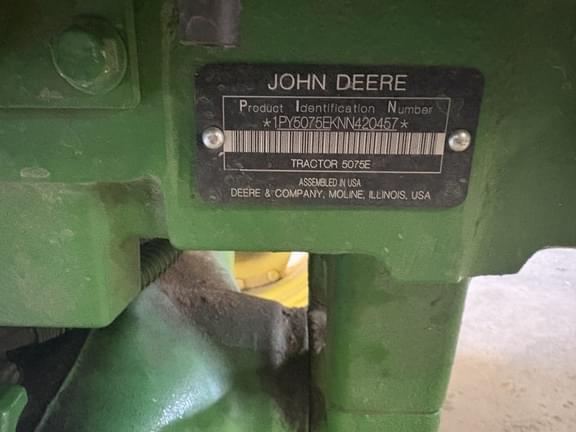 JOHN DEERE
Product Identification Number
*1PY5075EKNN420457*
TRACTOR 5075E
ASSEMBLED IN USA
DEERE & COMPANY, MOLINE, ILLINOIS, USA